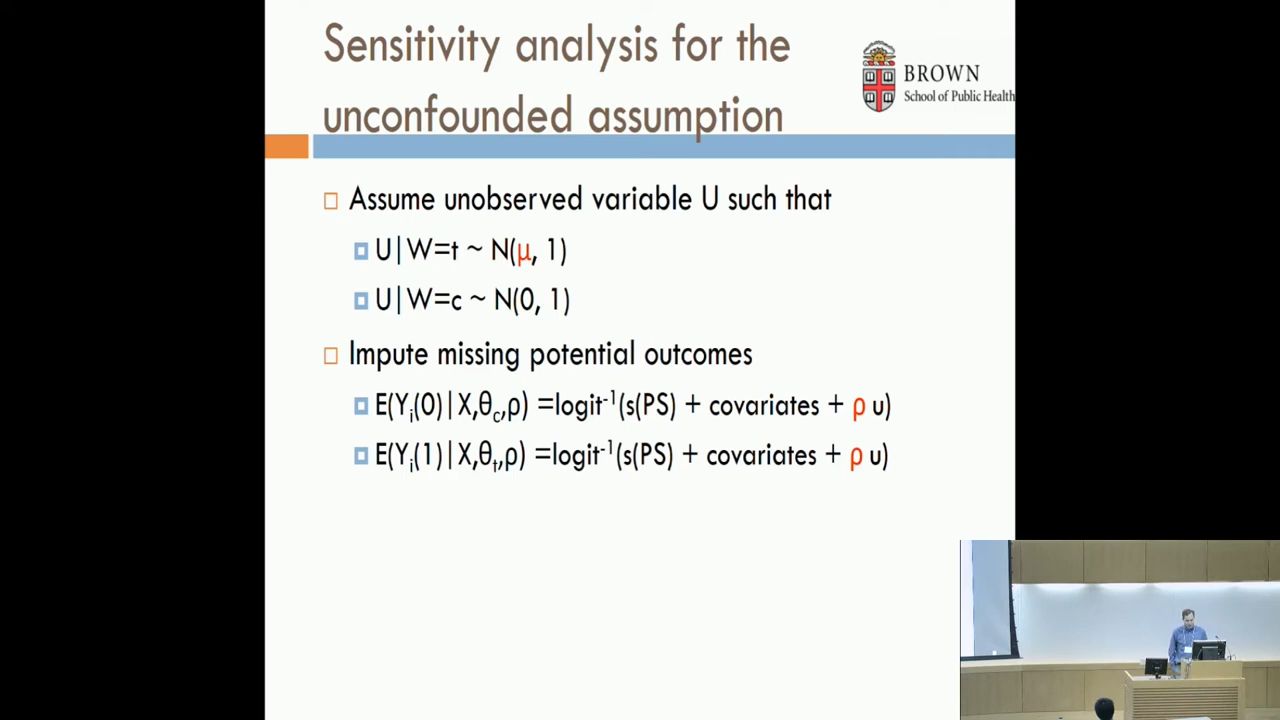 Sensitivity analysis for the
unconfounded assumption
BROWN
School of Public Health
Assume unobserved variable U such that
U|W=t ~ N(μ, 1)
U|W=c ~ N(0, 1)
Impute missing potential outcomes
E(Yᵢ(0)|X,θ_c,ρ) =logit⁻¹(s(PS) + covariates + ρ u)
E(Yᵢ(1)|X,θₜ,ρ) =logit⁻¹(s(PS) + covariates + ρ u)